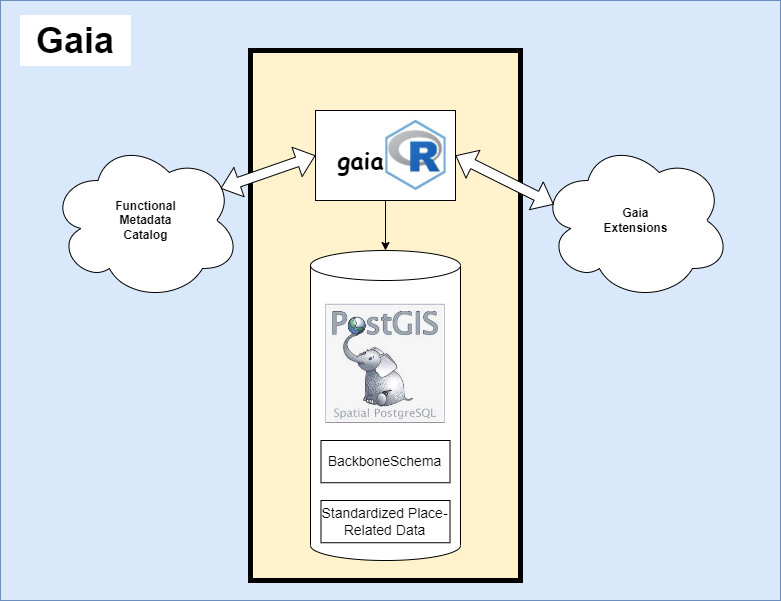 Gaia
gaia R
Functional
Metadata
Catalog
Gaia
Extensions
PostGIS
Spatial PostgreSQL
BackboneSchema
Standardized Place-
Related Data